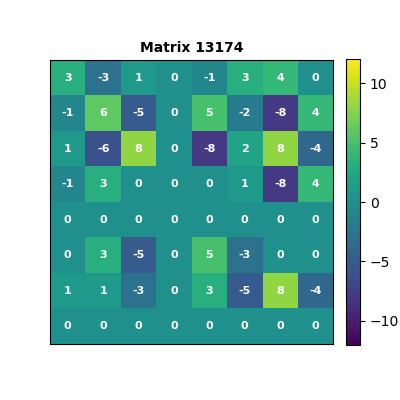 Matrix 13174
3 -3 1 0 -1 3 4 0
-1 6 -5 0 5 -2 -8 4
1 -6 8 0 -8 2 8 -4
-1 3 0 0 0 1 -8 4
0 0 0 0 0 0 0 0
0 3 -5 0 5 -3 0 0
1 1 -3 0 3 -5 8 -4
0 0 0 0 0 0 0 0
10
5
0
−5
−10